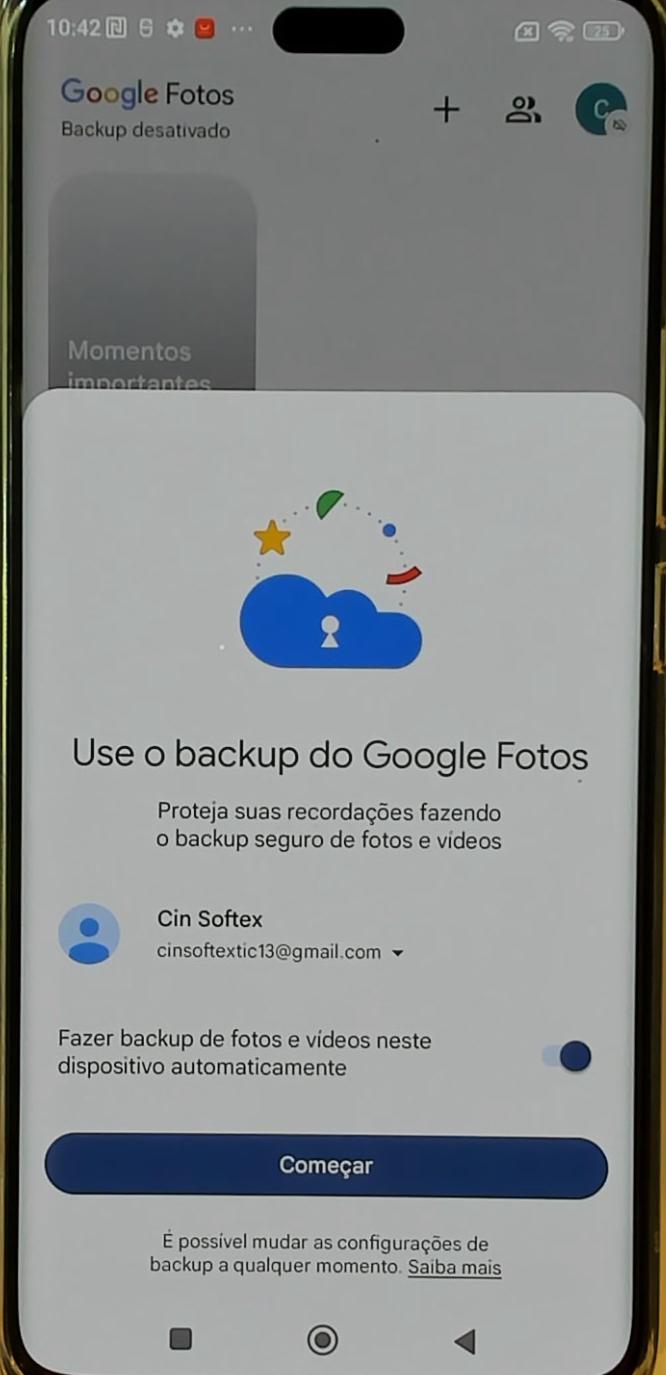 10:42
25
Google Fotos
Backup desativado
C
Momentos
importantes
Use o backup do Google Fotos
Proteja suas recordações fazendo
o backup seguro de fotos e vídeos
Cin Softex
cinsoftextic13@gmail.com
Fazer backup de fotos e vídeos neste
dispositivo automaticamente
Começar
É possível mudar as configurações de
backup a qualquer momento. Saiba mais